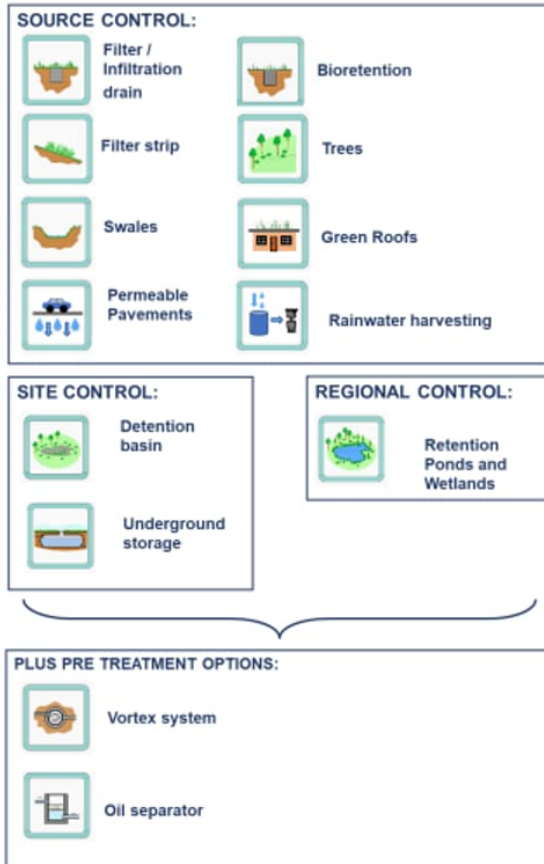 SOURCE CONTROL:
Filter /
Infiltration
drain
Bioretention
Filter strip
Trees
Swales
Green Roofs
Permeable
Pavements
Rainwater harvesting
SITE CONTROL:
Detention
basin
Underground
storage
REGIONAL CONTROL:
Retention
Ponds and
Wetlands
PLUS PRE TREATMENT OPTIONS:
Vortex system
Oil separator